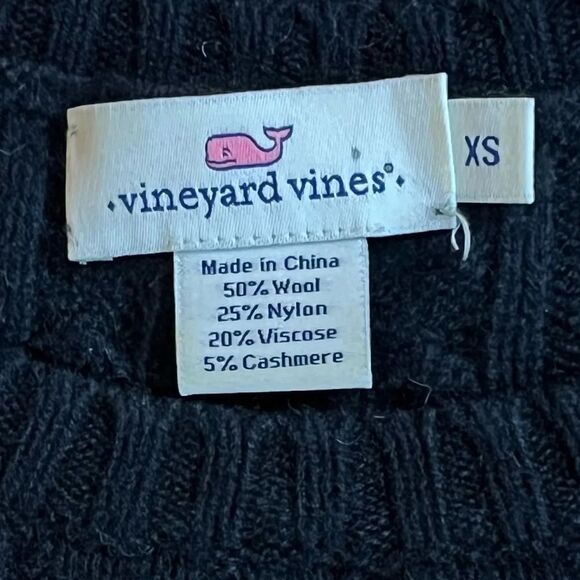 vineyard vines®
XS
Made in China
50% Wool
25% Nylon
20% Viscose
5% Cashmere